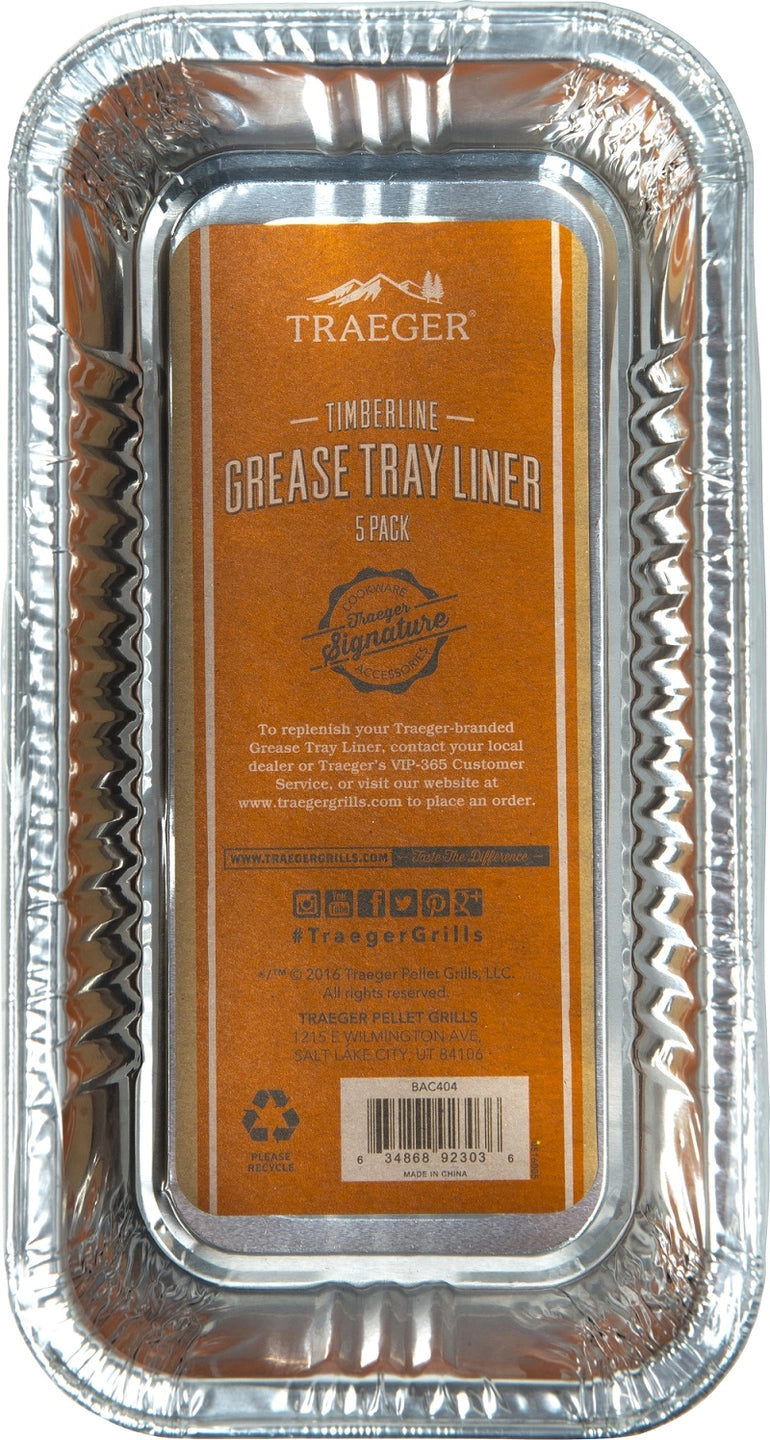 TRAEGER®
TIMBERLINE
GREASE TRAY LINER
5 PACK
COOKWARE
Traeger
Signature
ACCESSORIES
To replenish your Traeger-branded
Grease Tray Liner, contact your local
dealer or Traeger's VIP-365 Customer
Service, or visit our website at
www.traegergrills.com to place an order.
WWW.TRAEGERGRILLS.COM Taste The Difference
You Tube f g+
#TraegerGrills
© 2016 Traeger Pellet Grills, LLC.
All rights reserved.
TRAEGER PELLET GRILLS
1215 E WILMINGTON AVE,
SALT LAKE CITY, UT 84106
PLEASE
RECYCLE
BAC404
6 34868 92303 6
MADE IN CHINA